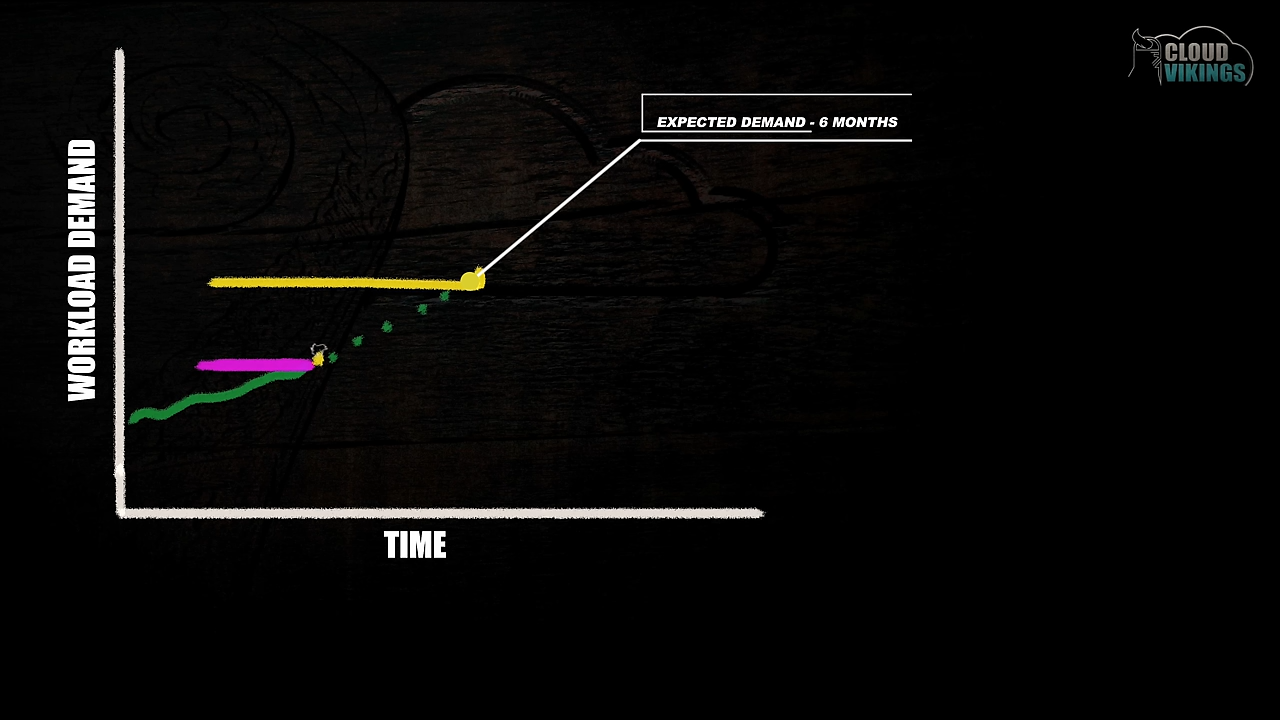 CLOUD
VIKINGS
EXPECTED DEMAND - 6 MONTHS
WORKLOAD DEMAND
TIME